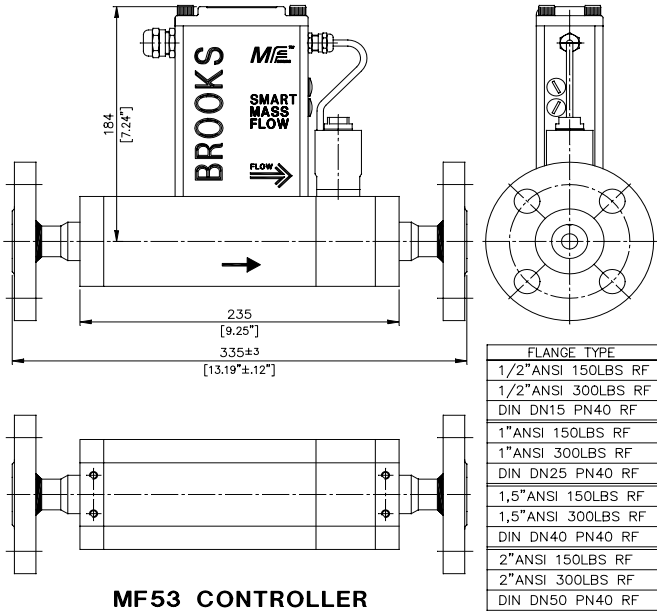 BROOKS
MF™
SMART
MASS
FLOW
FLOW
184
[7.24"]
235
[9.25"]
335±3
[13.19"±.12"]
FLANGE TYPE
1/2"ANSI 150LBS RF
1/2"ANSI 300LBS RF
DIN DN15 PN40 RF
1"ANSI 150LBS RF
1"ANSI 300LBS RF
DIN DN25 PN40 RF
1,5"ANSI 150LBS RF
1,5"ANSI 300LBS RF
DIN DN40 PN40 RF
2"ANSI 150LBS RF
2"ANSI 300LBS RF
DIN DN50 PN40 RF
MF53 CONTROLLER